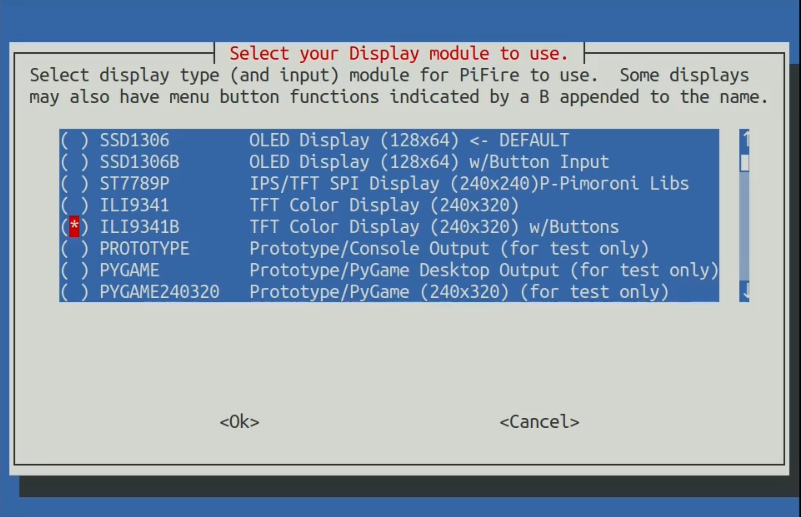 Select your Display module to use.
Select display type (and input) module for PiFire to use.  Some displays
may also have menu button functions indicated by a B appended to the name.
( ) SSD1306        OLED Display (128x64) <- DEFAULT
( ) SSD1306B       OLED Display (128x64) w/Button Input
( ) ST7789P        IPS/TFT SPI Display (240x240)P-Pimoroni Libs
( ) ILI9341        TFT Color Display (240x320)
(*) ILI9341B       TFT Color Display (240x320) w/Buttons
( ) PROTOTYPE      Prototype/Console Output (for test only)
( ) PYGAME         Prototype/PyGame Desktop Output (for test only)
( ) PYGAME240320   Prototype/PyGame (240x320) (for test only)
<Ok>                        <Cancel>